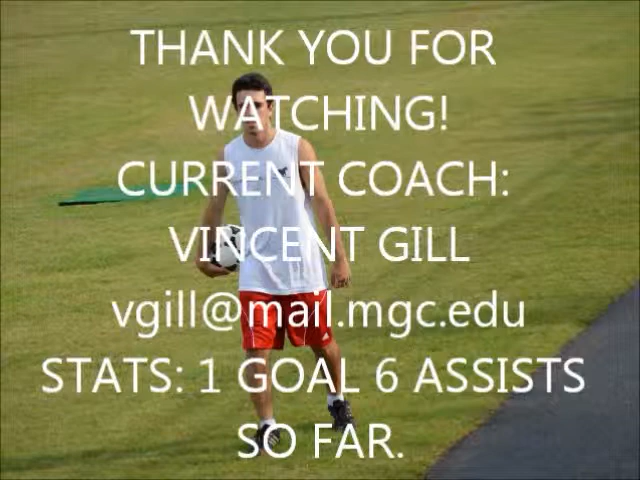 THANK YOU FOR
WATCHING!
CURRENT COACH:
VINCENT GILL
vgill@mail.mgc.edu
STATS: 1 GOAL 6 ASSISTS
SO FAR.